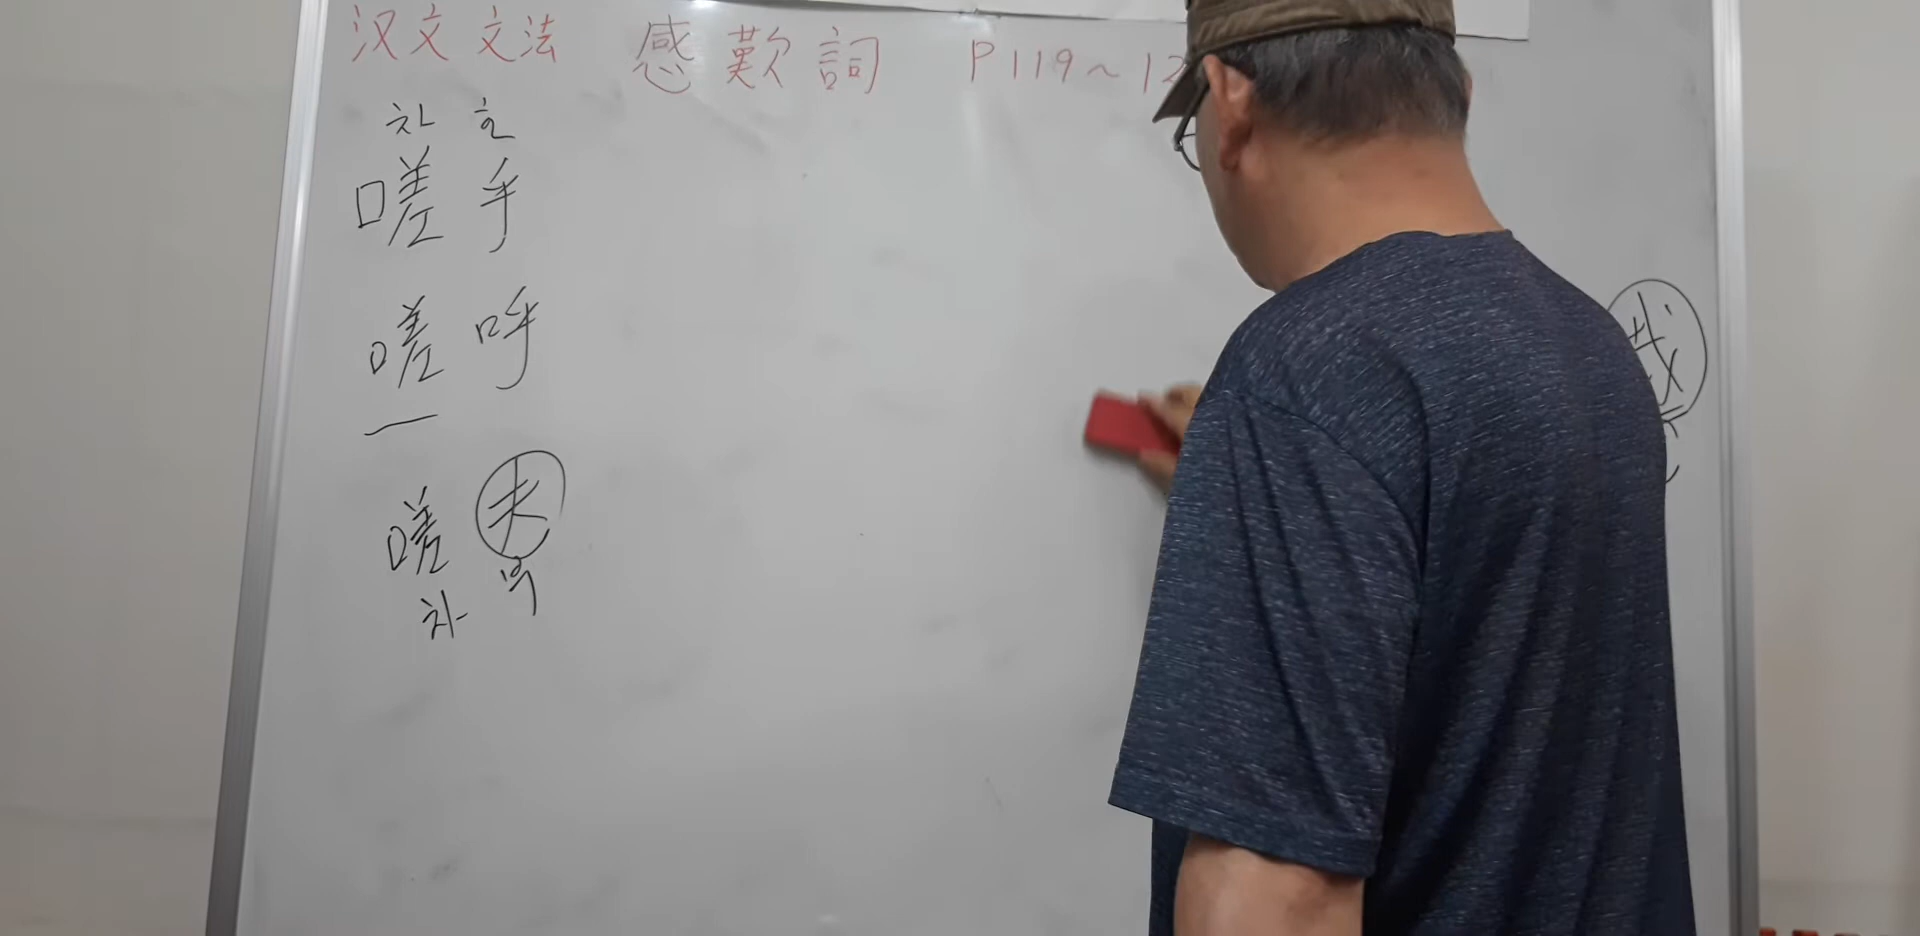 汉文文法 感歎詞 P119~12
차 호
嗟乎
嗟呼
嗟夫
차 부
哉